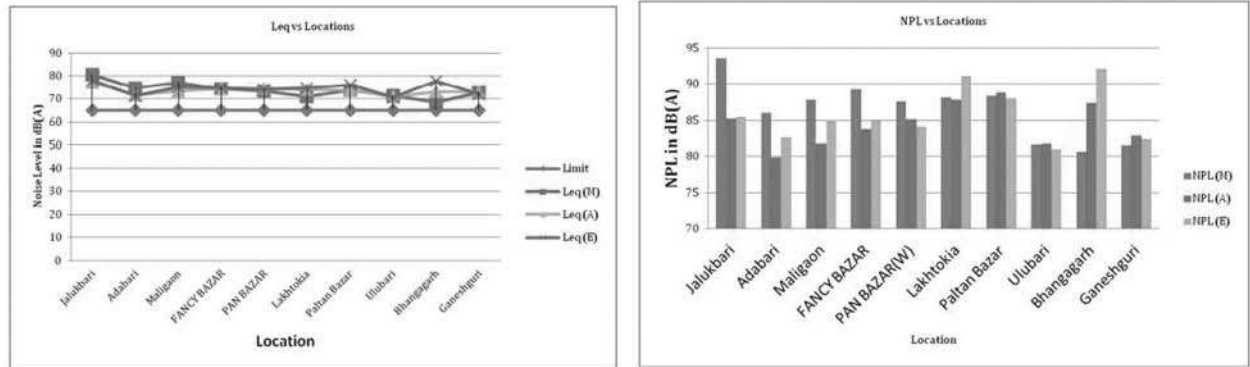 Leq vs Locations
Noise Level in dB(A)
90
80
70
60
50
40
30
20
10
0
Limit
Leq(M)
Leq(A)
Leq(E)
Jalukbari
Adabari
Maligaon
FANCY BAZAR
PAN BAZAR
Lakhtokia
Paltan Bazar
Ulubari
Bhangagarh
Ganeshguri
Location
NPL vs Locations
NPL in dB(A)
95
90
85
80
75
70
NPL(M)
NPL(A)
NPL(E)
Jalukbari
Adabari
Maligaon
FANCY BAZAR
PAN BAZAR(W)
Lakhtokia
Paltan Bazar
Ulubari
Bhangagarh
Ganeshguri
Location